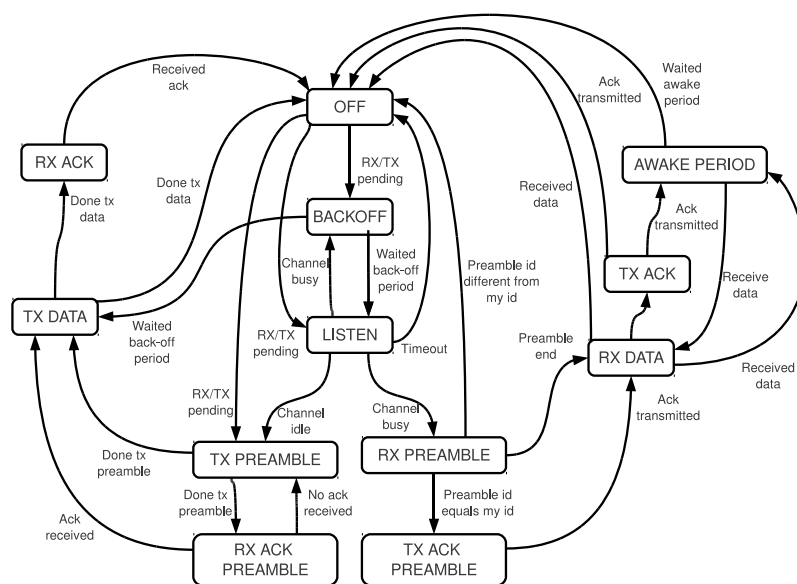 Received
ack
OFF
Waited
awake
period
Ack
transmitted
RX ACK
RX/TX
pending
AWAKE PERIOD
Done tx
data
Done tx
data
Received
data
BACKOFF
Ack
transmitted
Channel
busy
Waited
back-off
period
Preamble id
different from
my id
TX ACK
Receive
data
TX DATA
Waited
back-off
period
RX/TX
pending
LISTEN
Timeout
Preamble
end
RX DATA
Received
data
RX/TX
pending
Channel
idle
Channel
busy
Ack
transmitted
Done tx
preamble
TX PREAMBLE
RX PREAMBLE
Ack
received
Done tx
preamble
No ack
received
Preamble id
equals my id
RX ACK
PREAMBLE
TX ACK
PREAMBLE